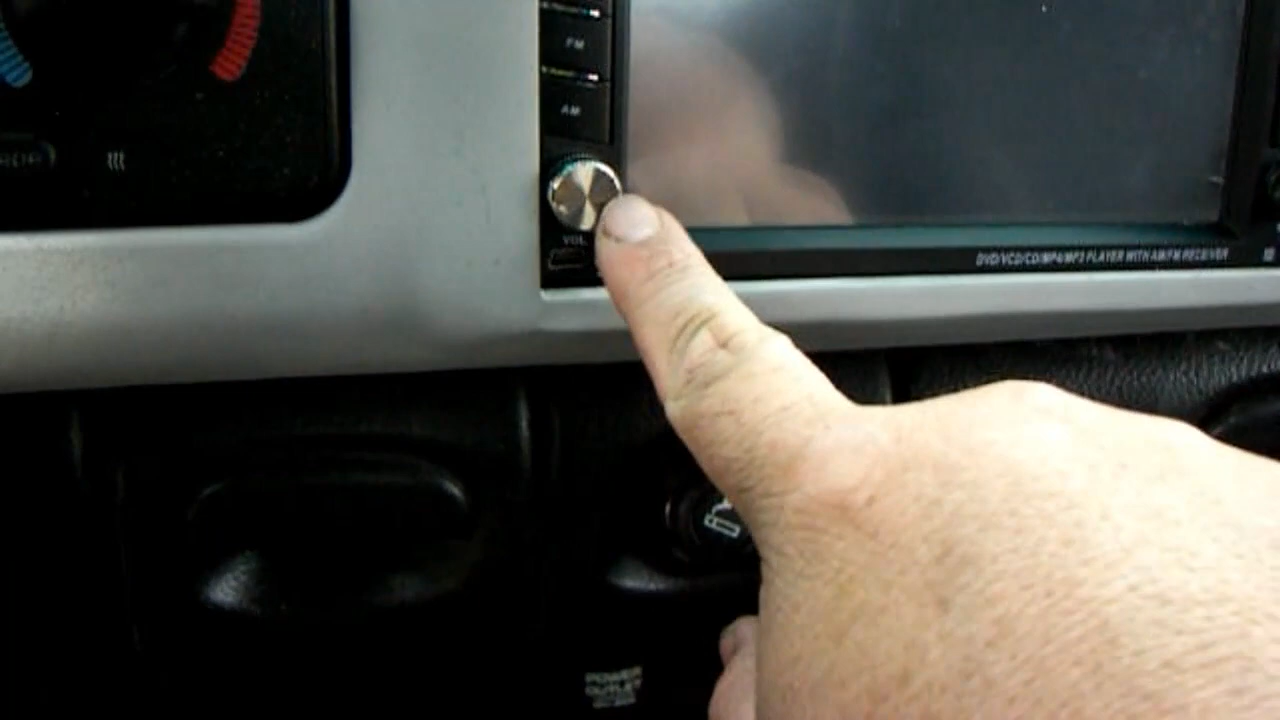 FM
AM
VOL
DVD/VCD/CD/MP4/MP3 PLAYER WITH AM/FM RECEIVER
POWER
OUTLET